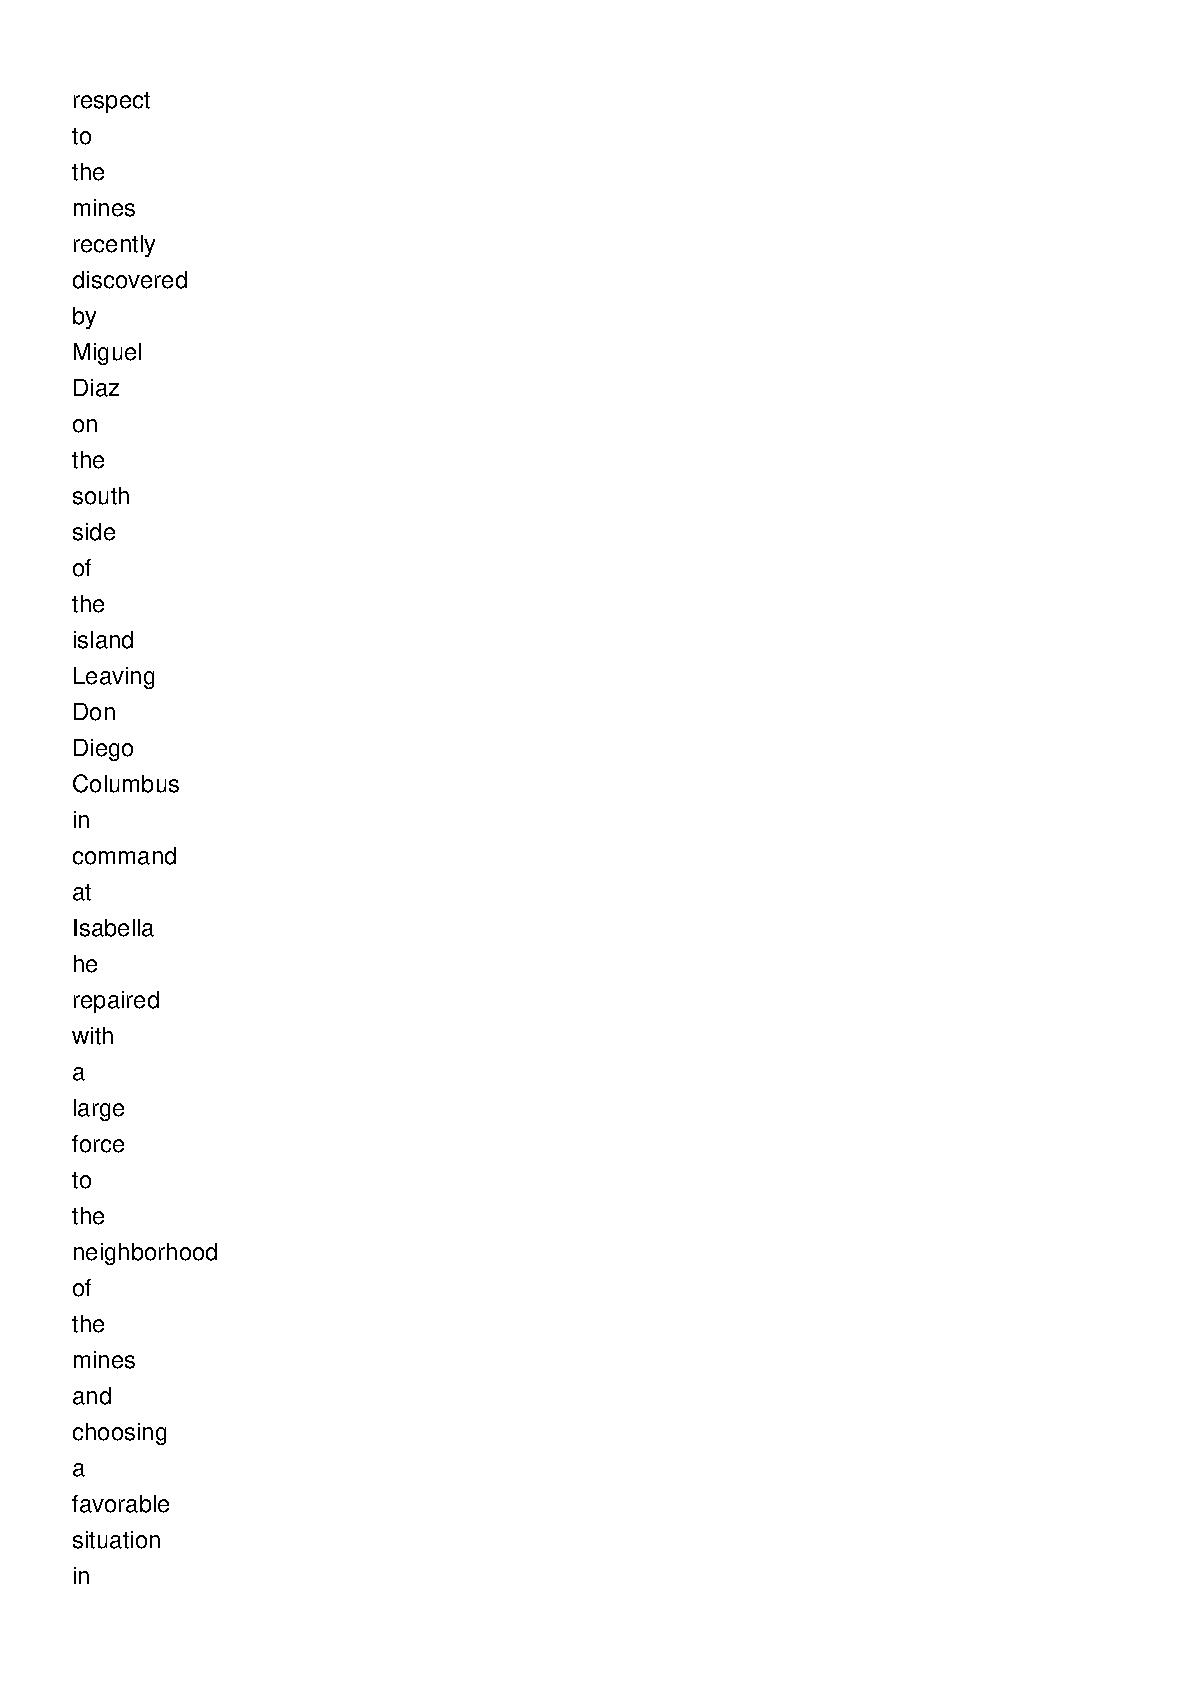 respect
to
the
mines
recently
discovered
by
Miguel
Diaz
on
the
south
side
of
the
island
Leaving
Don
Diego
Columbus
in
command
at
Isabella
he
repaired
with
a
large
force
to
the
neighborhood
of
the
mines
and
choosing
a
favorable
situation
in